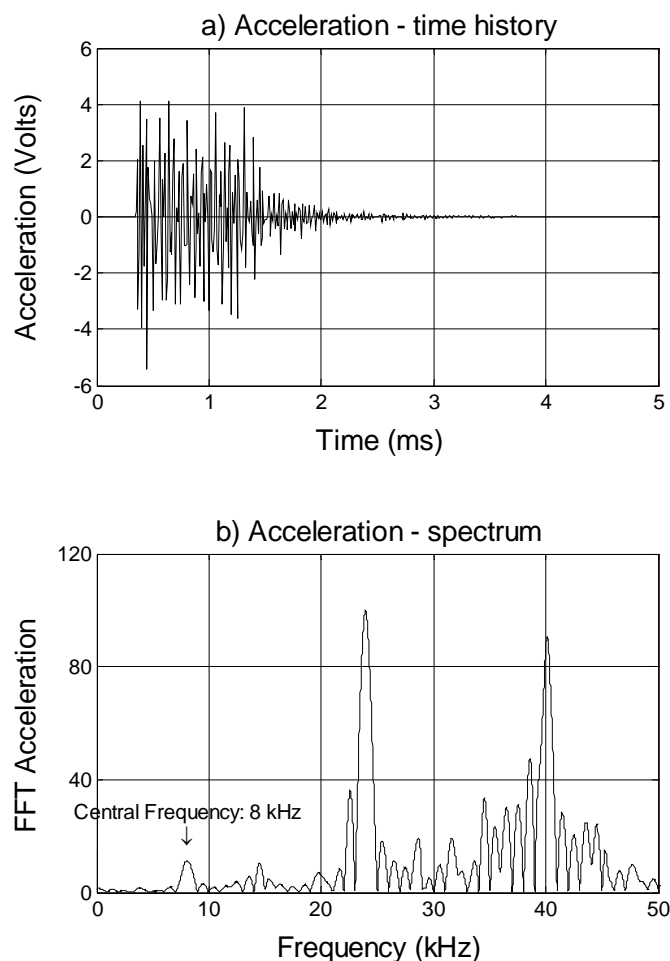 a) Acceleration - time history
6
4
2
0
-2
-4
-6
Acceleration (Volts)
0 1 2 3 4 5
Time (ms)
b) Acceleration - spectrum
120
80
40
0
FFT Acceleration
Central Frequency: 8 kHz
0 10 20 30 40 50
Frequency (kHz)